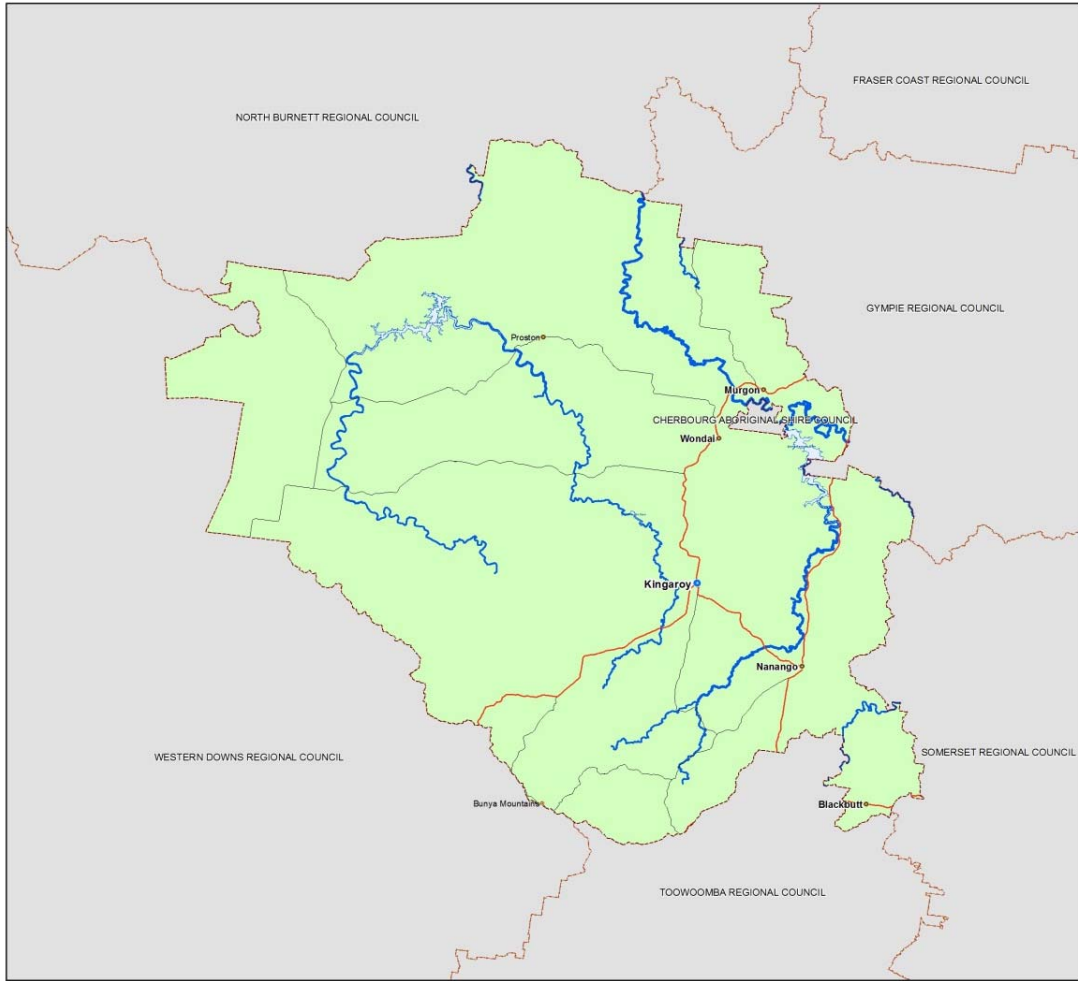 FRASER COAST REGIONAL COUNCIL
NORTH BURNETT REGIONAL COUNCIL
GYMPIE REGIONAL COUNCIL
Proston
Murgon
CHERBOURG ABORIGINAL SHIRE COUNCIL
Wondai
Kingaroy
Nanango
WESTERN DOWNS REGIONAL COUNCIL
SOMERSET REGIONAL COUNCIL
Bunya Mountains
Blackbutt
TOOWOOMBA REGIONAL COUNCIL